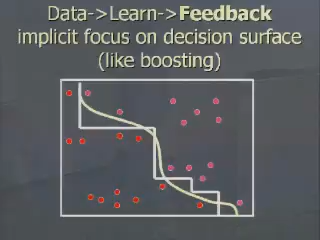 Data->Learn->Feedback
implicit focus on decision surface
(like boosting)